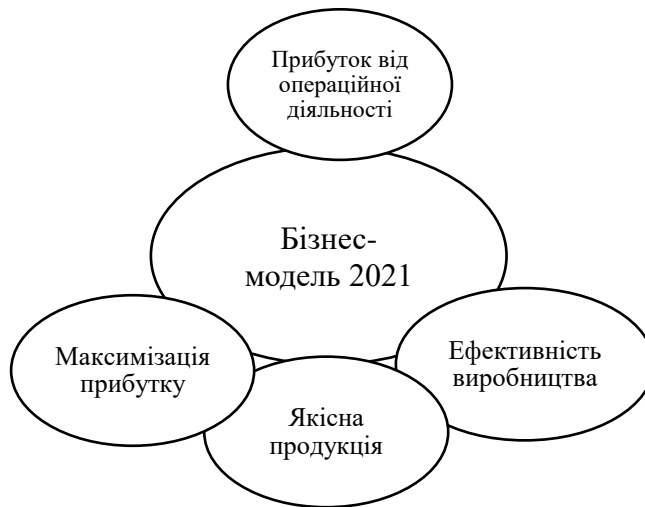 Прибуток від
операційної
діяльності
Бізнес-
модель 2021
Максимізація
прибутку
Ефективність
виробництва
Якісна
продукція